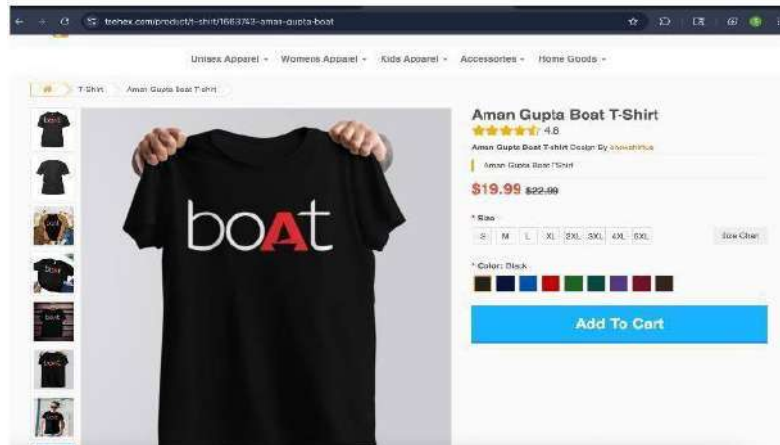 teehex.com/product/t-shirt/1663743-aman-gupta-boat
Unisex Apparel Womens Apparel Kids Apparel Accessories Home Goods
T-Shirt Aman Gupta Boat T-shirt
Aman Gupta Boat T-Shirt
4.8
Aman Gupta Boat T-shirt Design By
Aman Gupta Boat TShirt
$19.99 $22.99
* Size
S M L XL 2XL 3XL 4XL 5XL Size Chart
* Color: Black
Add To Cart
boAt